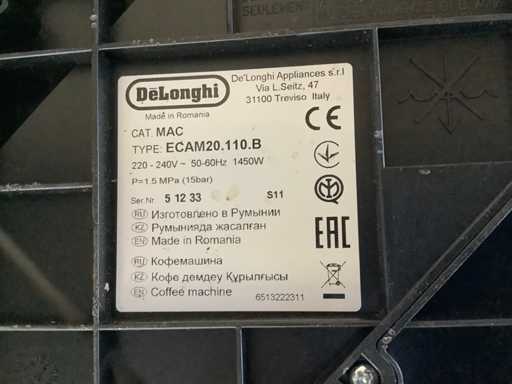 SEULEMEN
DeLonghi
Made in Romania
De'Longhi Appliances s.r.l
Via L.Seitz, 47
31100 Treviso Italy
CAT. MAC
TYPE: ECAM20.110.B
220 - 240V ~ 50-60Hz 1450W
P=1.5 MPa (15bar)
Ser.Nr 5 12 33 S11
CE
RU Изготовлено в Румынии
KZ Румынияда жасалған
EN Made in Romania
EAC
RU Кофемашина
KZ Кофе демдеу Құрылғысы
EN Coffee machine
6513222311